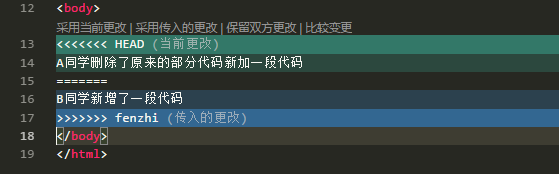 12 <body>
采用当前更改 | 采用传入的更改 | 保留双方更改 | 比较变更
13 <<<<<<< HEAD (当前更改)
14 A同学删除了原来的部分代码新加一段代码
15 =======
16 B同学新增了一段代码
17 >>>>>>> fenzhi (传入的更改)
18 </body>
19 </html>